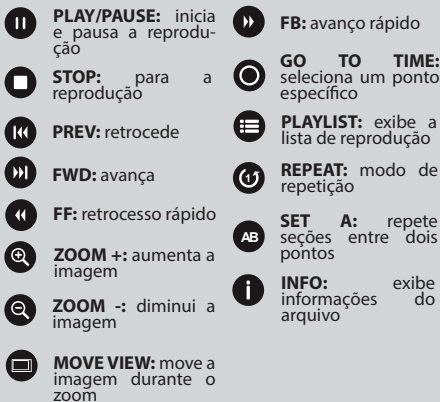 PLAY/PAUSE: inicia
e pausa a reprodu-
ção
STOP: para a
reprodução
PREV: retrocede
FWD: avança
FF: retrocesso rápido
ZOOM +: aumenta a
imagem
ZOOM -: diminui a
imagem
MOVE VIEW: move a
imagem durante o
zoom
FB: avanço rápido
GO TO TIME:
seleciona um ponto
específico
PLAYLIST: exibe a
lista de reprodução
1
REPEAT: modo de
repetição
AB
SET A: repete
seções entre dois
pontos
i
INFO: exibe
informações do
arquivo